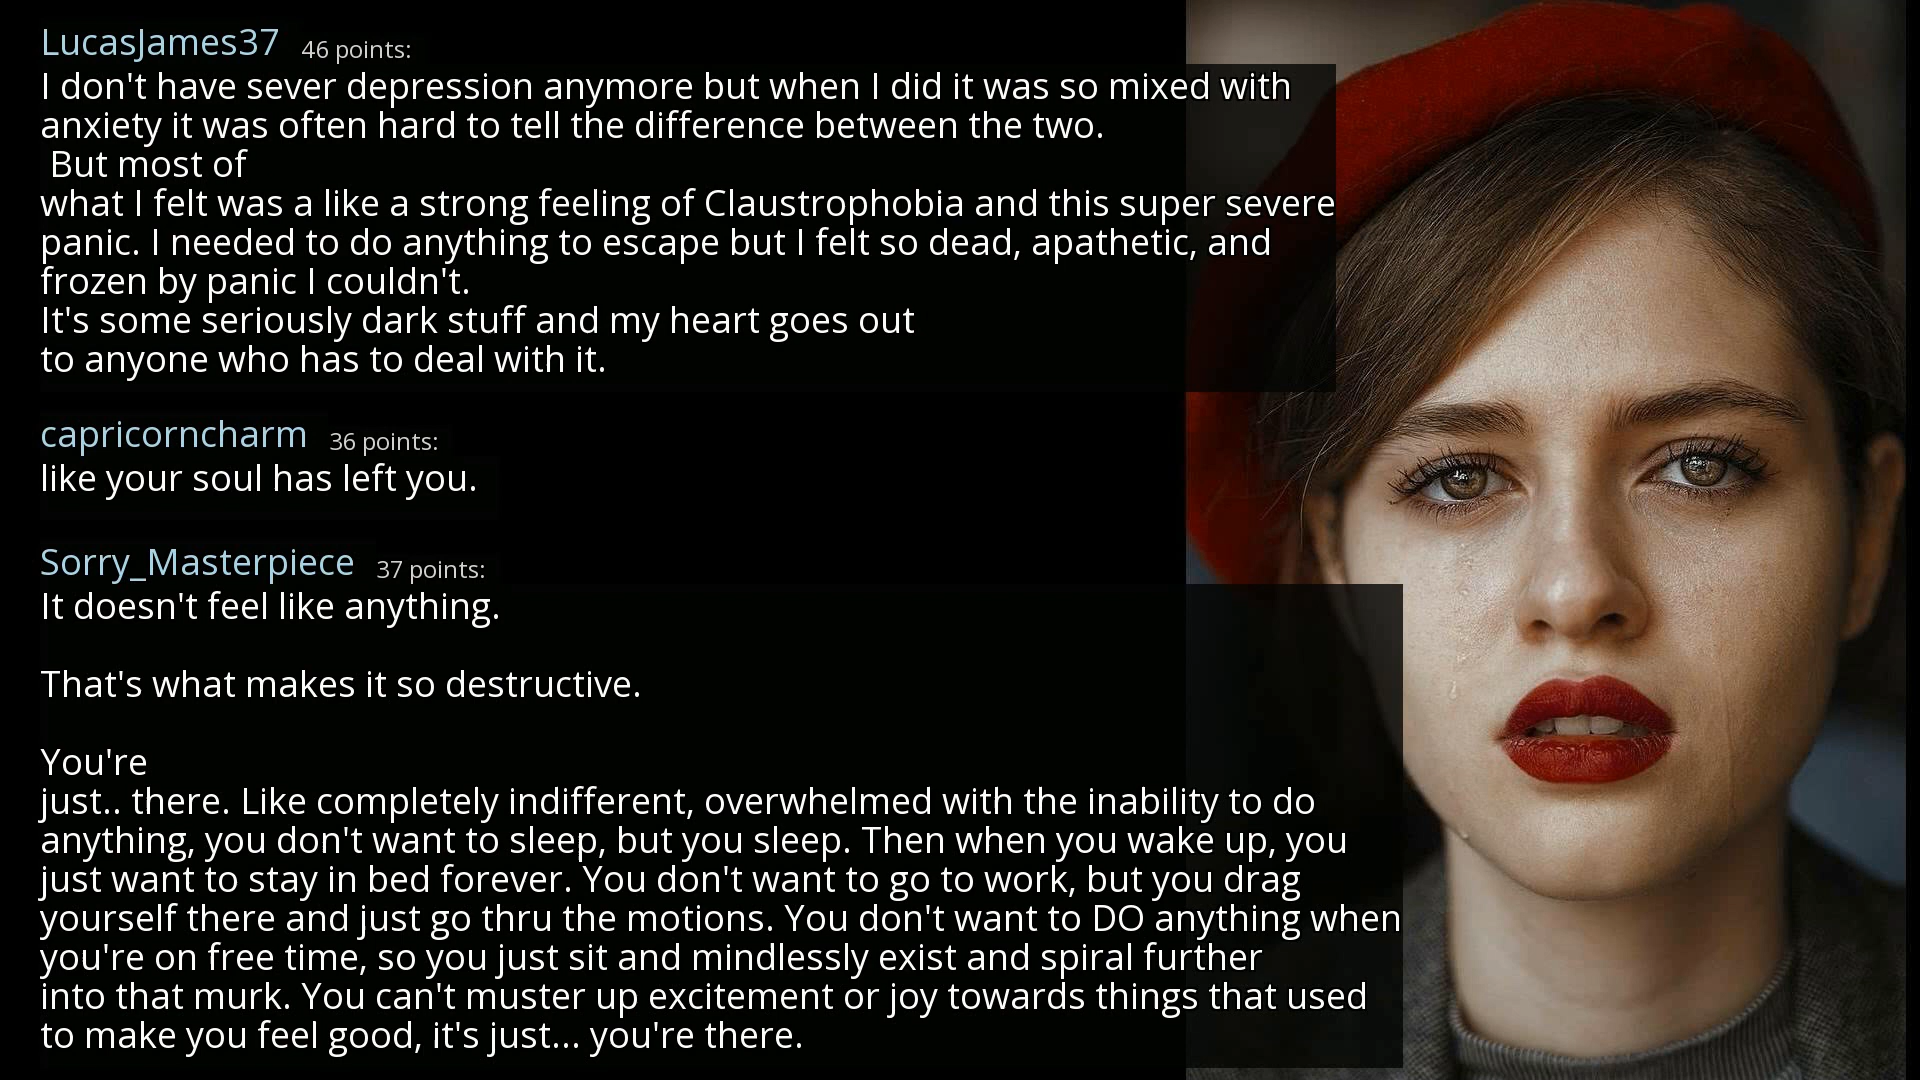 LucasJames37 46 points:
I don't have sever depression anymore but when I did it was so mixed with
anxiety it was often hard to tell the difference between the two.
But most of
what I felt was a like a strong feeling of Claustrophobia and this super severe
panic. I needed to do anything to escape but I felt so dead, apathetic, and
frozen by panic I couldn't.
It's some seriously dark stuff and my heart goes out
to anyone who has to deal with it.
capricorncharm 36 points:
like your soul has left you.
Sorry_Masterpiece 37 points:
It doesn't feel like anything.
That's what makes it so destructive.
You're
just.. there. Like completely indifferent, overwhelmed with the inability to do
anything, you don't want to sleep, but you sleep. Then when you wake up, you
just want to stay in bed forever. You don't want to go to work, but you drag
yourself there and just go thru the motions. You don't want to DO anything when
you're on free time, so you just sit and mindlessly exist and spiral further
into that murk. You can't muster up excitement or joy towards things that used
to make you feel good, it's just... you're there.